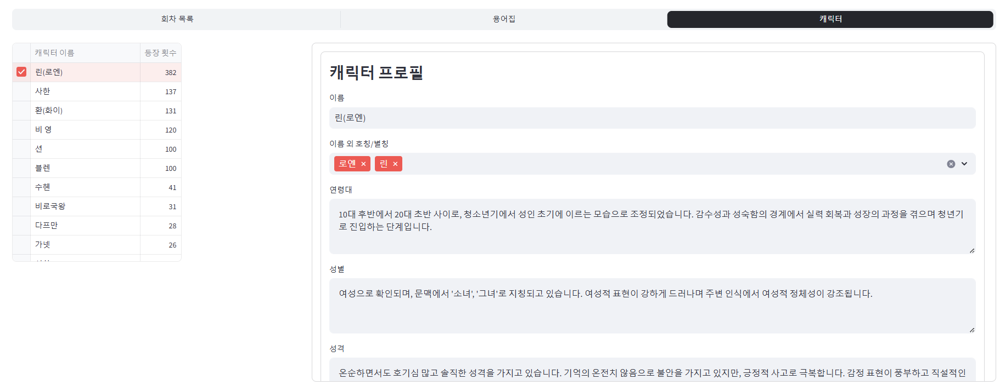 회차 목록
용어집
캐릭터
캐릭터 이름 등장 횟수
린(로엔) 382
사한 137
환(화이) 131
비 영 120
션 100
블렌 100
수헨 41
비로국왕 31
다프만 28
가넷 26
캐릭터 프로필
이름
린(로엔)
이름 외 호칭/별칭
로엔 × 린 ×
연령대
10대 후반에서 20대 초반 사이로, 청소년기에서 성인 초기에 이르는 모습으로 조정되었습니다. 감수성과 성숙함의 경계에서 실력 회복과 성장의 과정을 겪으며 청년기
로 진입하는 단계입니다.
성별
여성으로 확인되며, 문맥에서 '소녀', '그녀'로 지칭되고 있습니다. 여성적 표현이 강하게 드러나며 주변 인식에서 여성적 정체성이 강조됩니다.
성격
온순하면서도 호기심 많고 솔직한 성격을 가지고 있습니다. 기억의 온전치 않음으로 불안을 가지고 있지만, 긍정적 사고로 극복합니다. 감정 표현이 풍부하고 직설적인